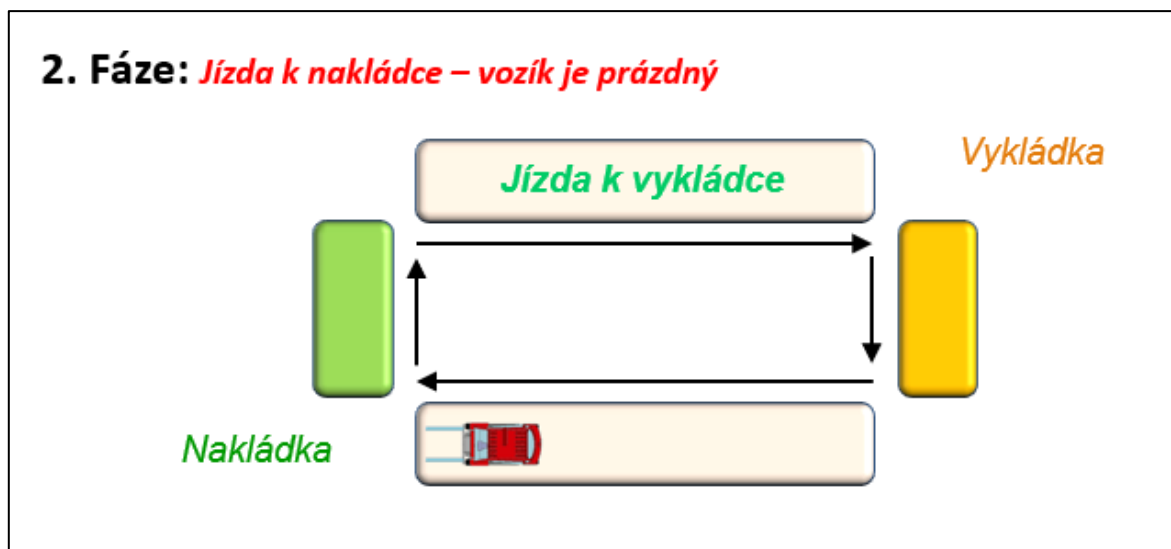 2. Fáze: Jízda k nakládce – vozík je prázdný
Vykládka
Jízda k vykládce
Nakládka